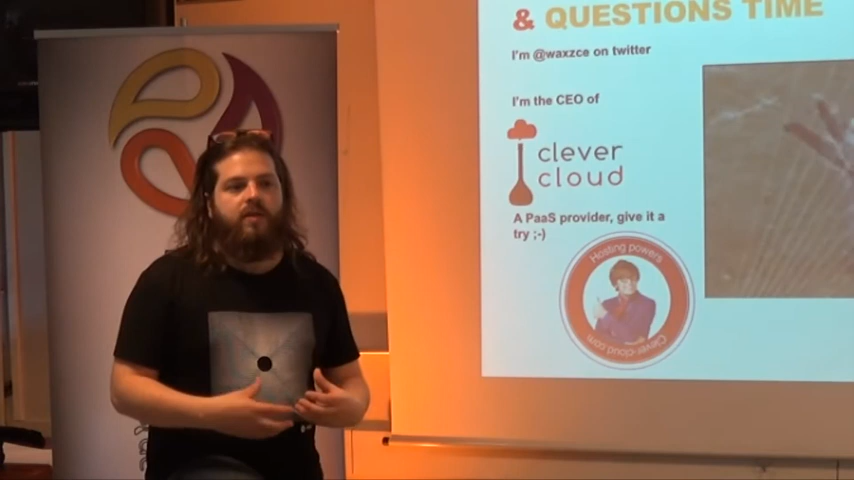 & QUESTIONS TIME
I'm @waxzce on twitter
I'm the CEO of
clever
cloud
A PaaS provider, give it a
try ;-)
Hosting powers
Clever-cloud.com